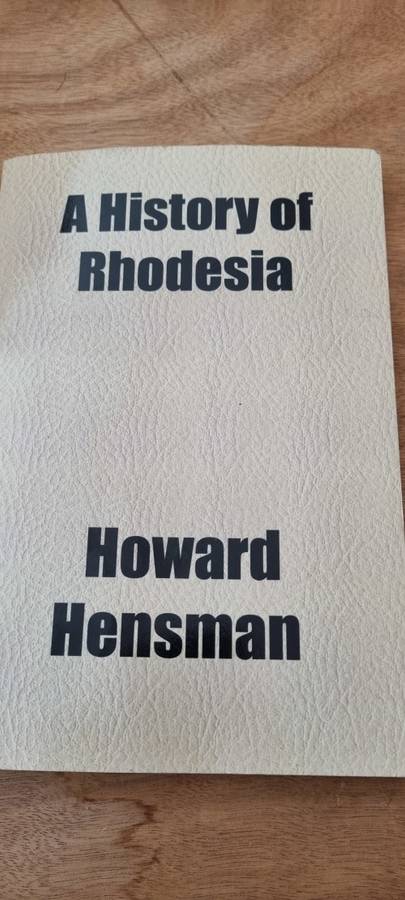 A History of
Rhodesia
Howard
Hensman